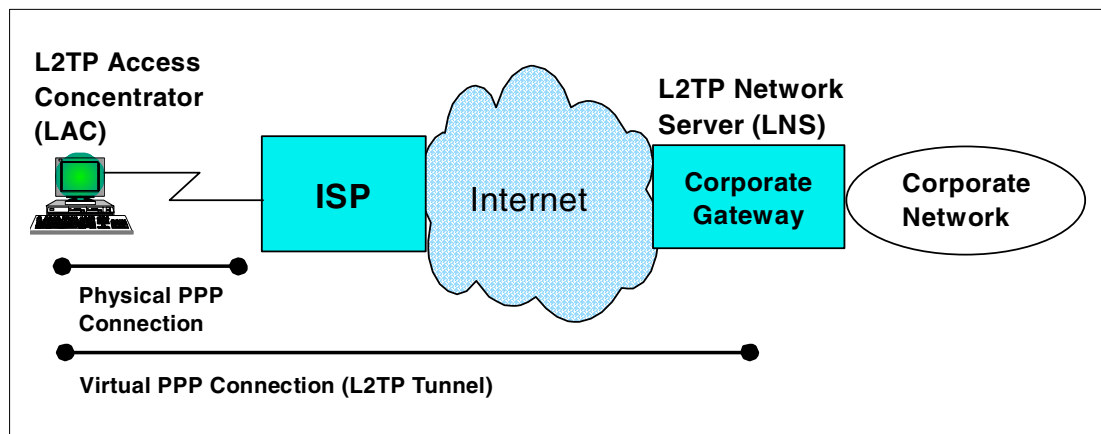 L2TP Access
Concentrator
(LAC)
L2TP Network
Server (LNS)
ISP
Internet
Corporate
Gateway
Corporate
Network
Physical PPP
Connection
Virtual PPP Connection (L2TP Tunnel)